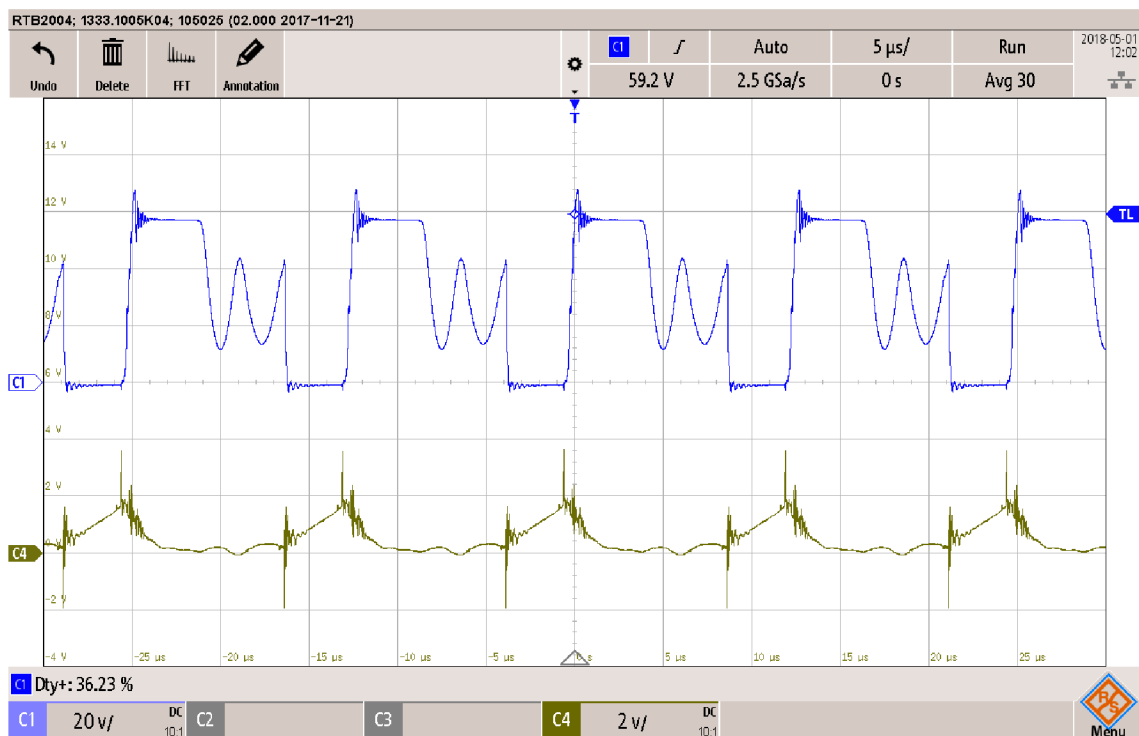 RTB2004; 1333.1005K04; 105025 (02.000 2017-11-21)
Undo Delete FFT Annotation
C1 Auto 5 µs/ Run
59.2 V 2.5 GSa/s 0 s Avg 30
2018-05-01
12:02
T
14 V
12 V
TL
10 V
8 V
6 V
C1
4 V
2 V
0 V
C4
-2 V
-4 V -25 µs -20 µs -15 µs -10 µs -5 µs 0 s 5 µs 10 µs 15 µs 20 µs 25 µs
C1 Dty+: 36.23 %
C1 20 v/ DC 10:1 C2 C3 C4 2 v/ DC 10:1
R S
Menu